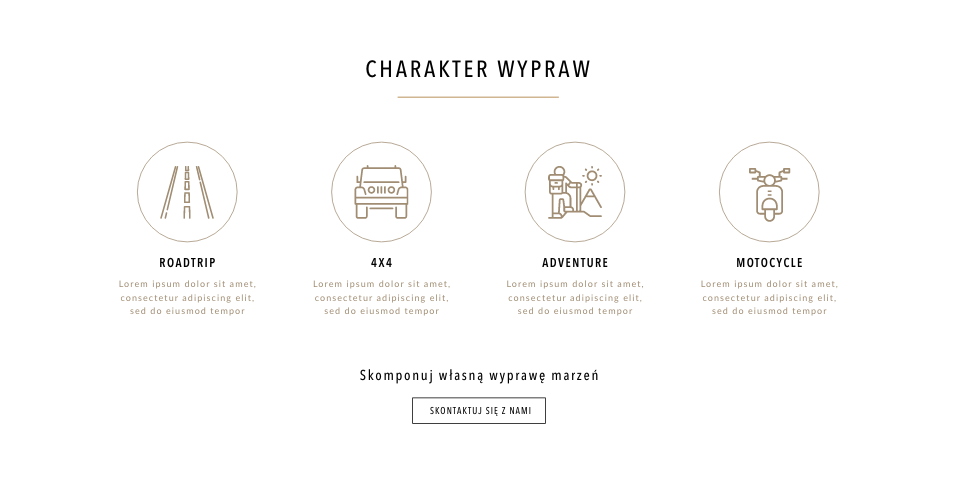 CHARAKTER WYPRAW
ROADTRIP
Lorem ipsum dolor sit amet,
consectetur adipiscing elit,
sed do eiusmod tempor
4X4
Lorem ipsum dolor sit amet,
consectetur adipiscing elit,
sed do eiusmod tempor
ADVENTURE
Lorem ipsum dolor sit amet,
consectetur adipiscing elit,
sed do eiusmod tempor
MOTOCYCLE
Lorem ipsum dolor sit amet,
consectetur adipiscing elit,
sed do eiusmod tempor
Skomponuj własną wyprawę marzeń
SKONTAKTUJ SIĘ Z NAMI